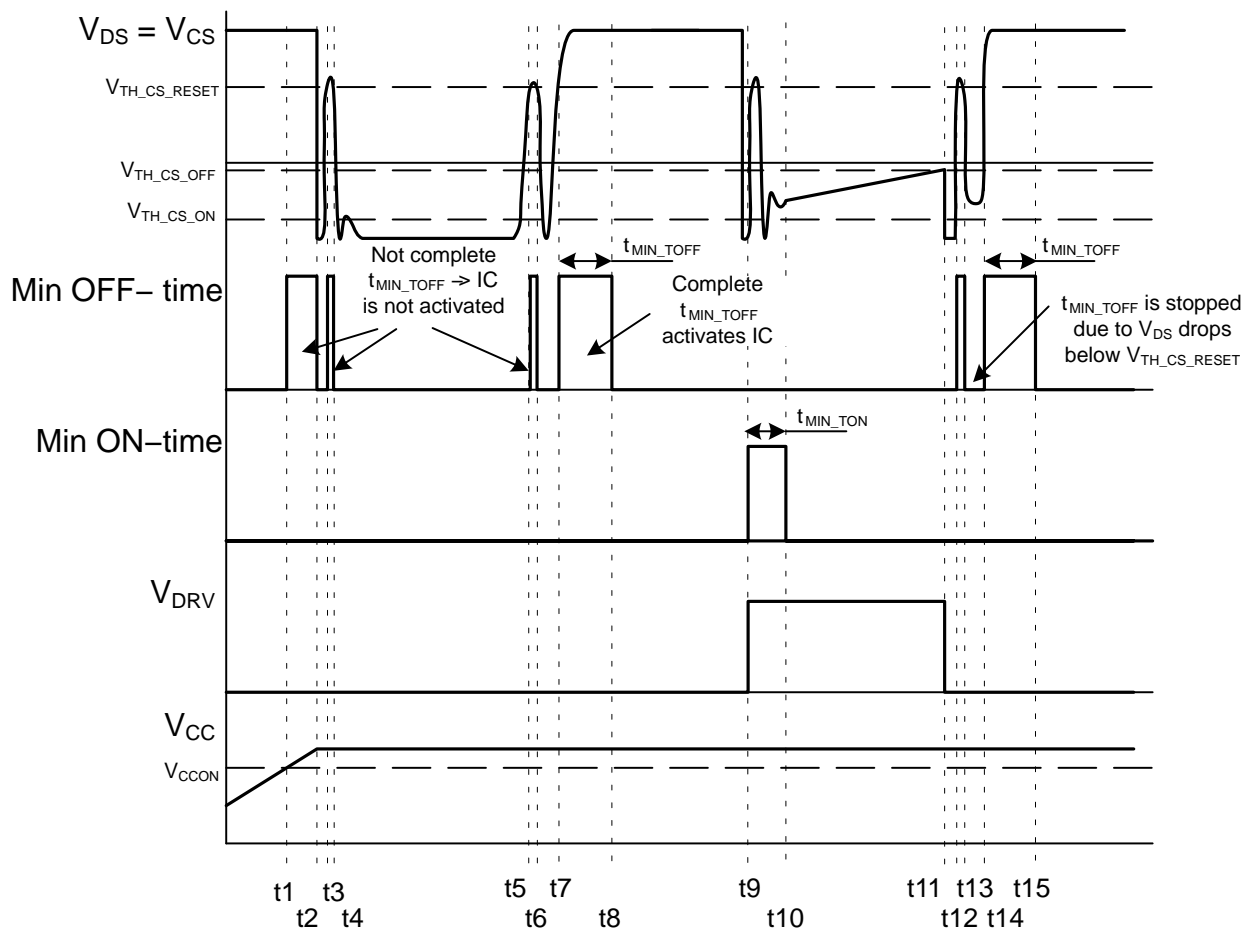 VDS = VCS
VTH_CS_RESET
VTH_CS_OFF
VTH_CS_ON
Min OFF– time
Not complete
tMIN_TOFF -> IC
is not activated
tMIN_TOFF
Complete
tMIN_TOFF
activates IC
tMIN_TOFF
tMIN_TOFF is stopped
due to VDS drops
below VTH_CS_RESET
Min ON–time
tMIN_TON
VDRV
VCC
VCCON
t1 t3 t5 t7 t9 t11 t13 t15
t2 t4 t6 t8 t10 t12 t14